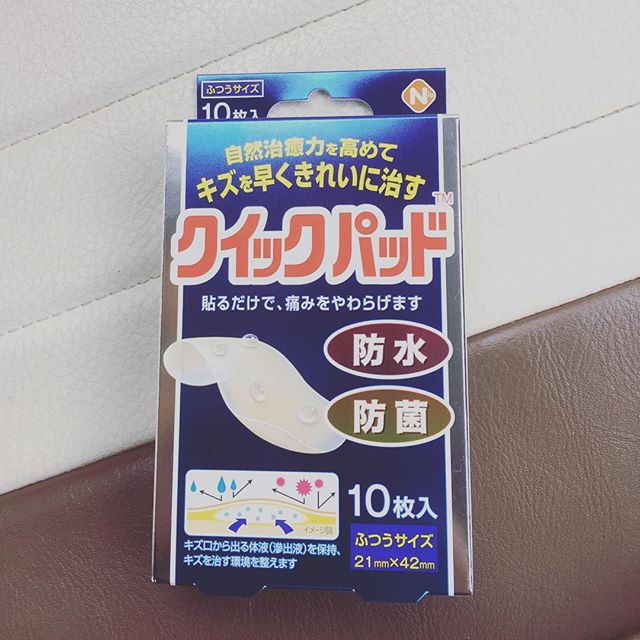 ふつうサイズ
10枚入
N
自然治癒力を高めて
キズを早くきれいに治す
クイックパッド™
貼るだけで、痛みをやわらげます
防水
防菌
イメージ図
10枚入
キズ口から出る体液(滲出液)を保持、
キズを治す環境を整えます
ふつうサイズ
21mm×42mm